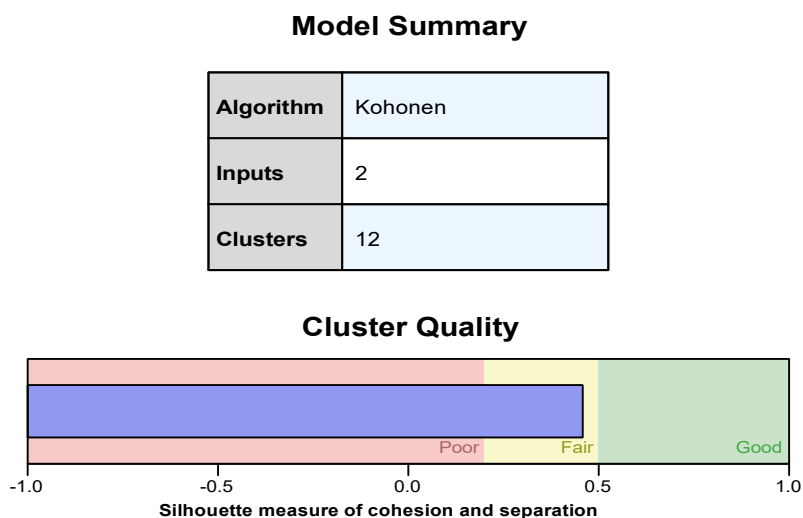 Model Summary
Algorithm Kohonen
Inputs 2
Clusters 12
Cluster Quality
Poor Fair Good
-1.0 -0.5 0.0 0.5 1.0
Silhouette measure of cohesion and separation